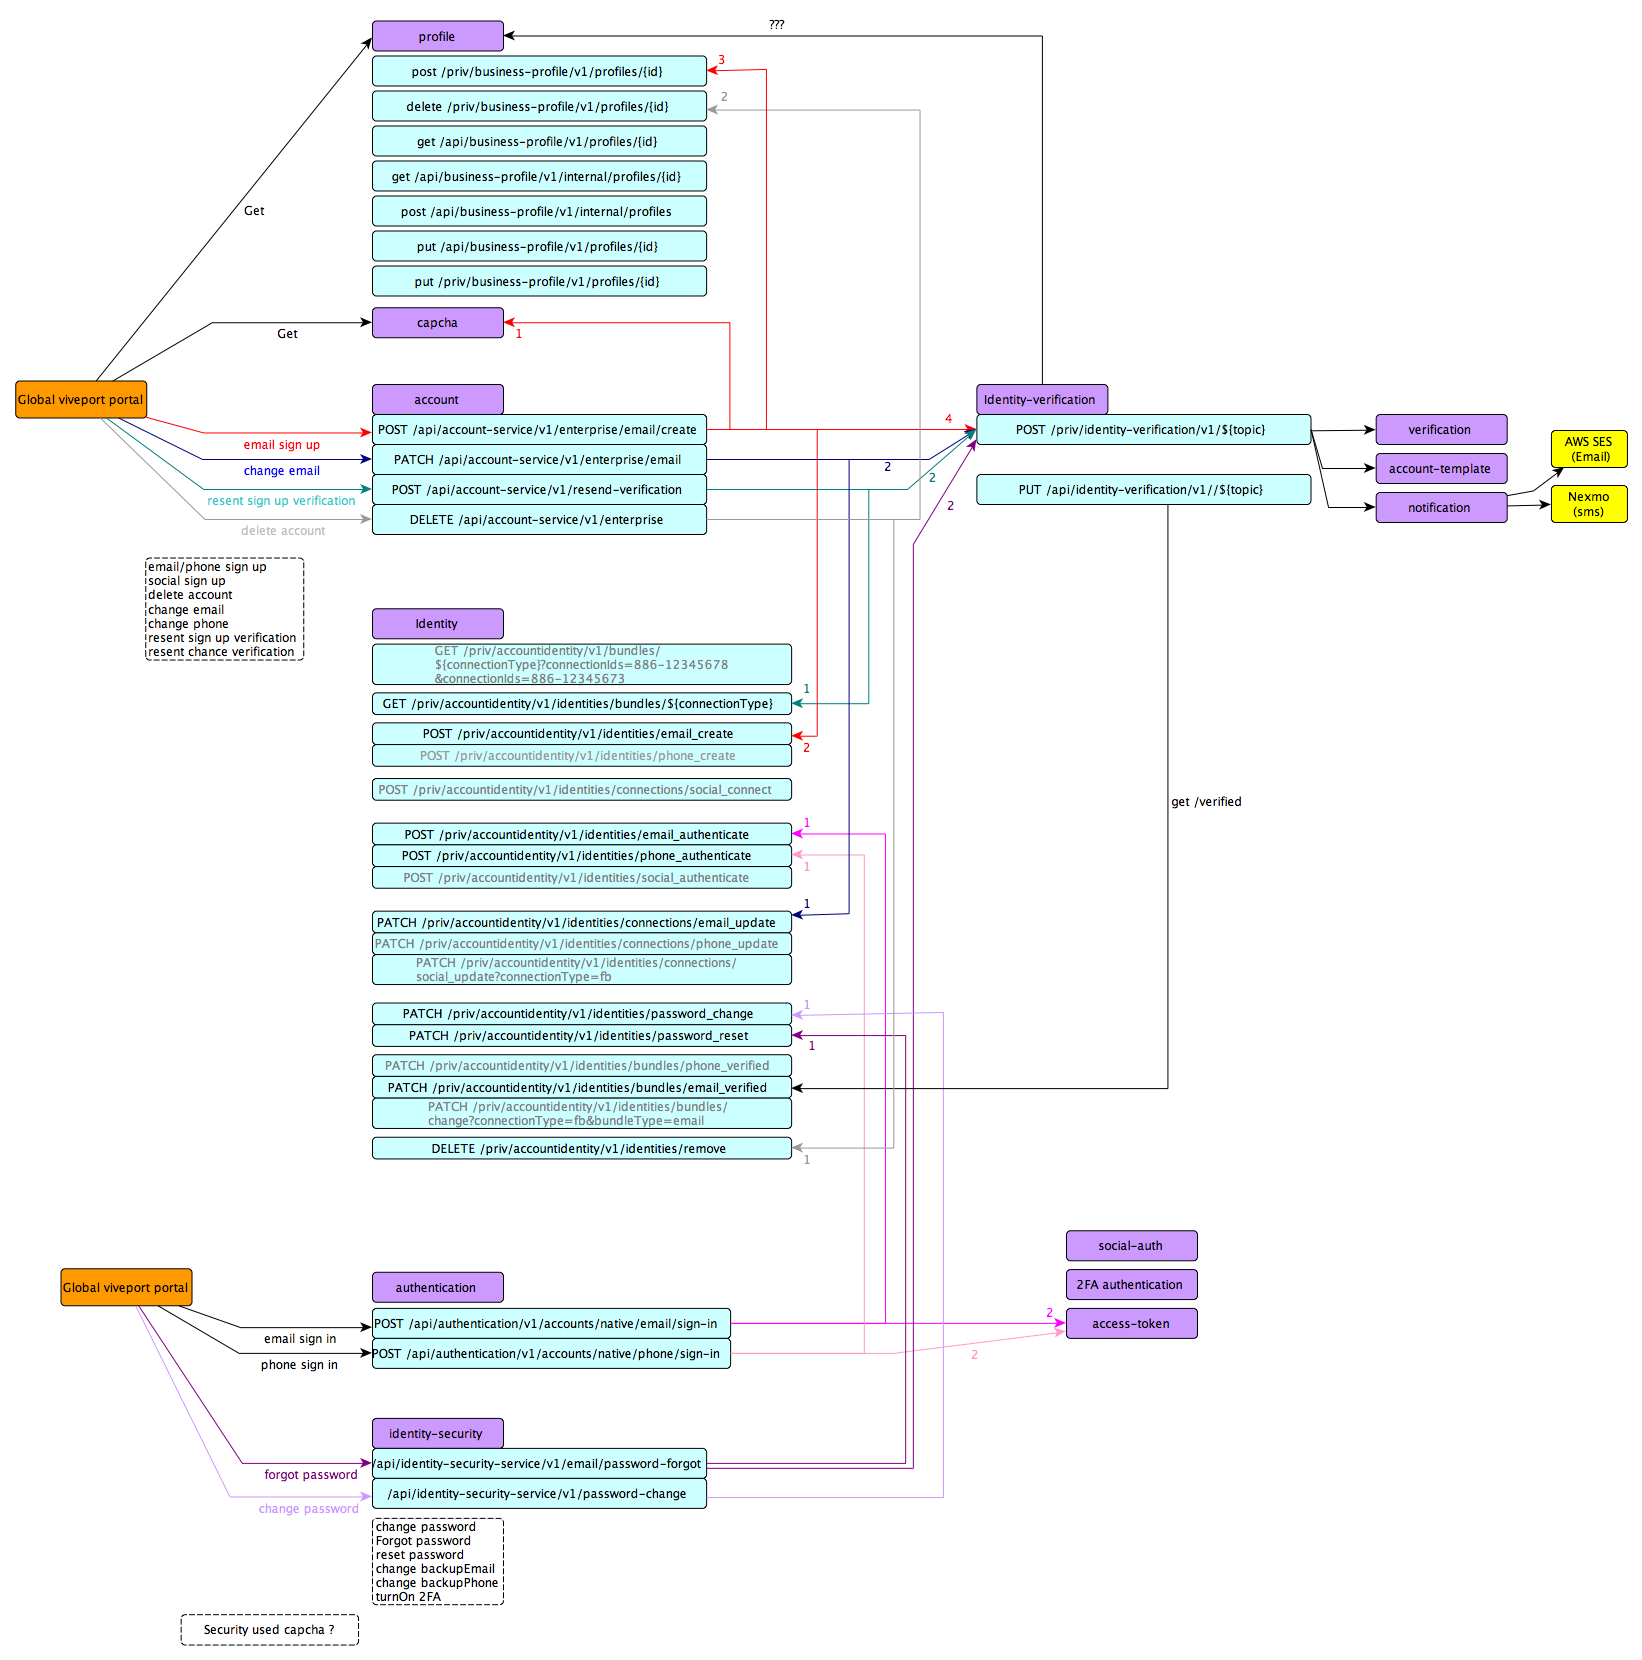 ???
profile
post /priv/business-profile/v1/profiles/{id}
3
delete /priv/business-profile/v1/profiles/{id}
2
get /api/business-profile/v1/profiles/{id}
get /api/business-profile/v1/internal/profiles/{id}
post /api/business-profile/v1/internal/profiles
put /api/business-profile/v1/profiles/{id}
put /priv/business-profile/v1/profiles/{id}
Get
capcha
1
Get
Global viveport portal
account
POST /api/account-service/v1/enterprise/email/create
PATCH /api/account-service/v1/enterprise/email
POST /api/account-service/v1/resend-verification
DELETE /api/account-service/v1/enterprise
email sign up
change email
resent sign up verification
delete account
4
2
2
2
Identity-verification
POST /priv/identity-verification/v1/${topic}
PUT /api/identity-verification/v1//${topic}
verification
account-template
notification
AWS SES
(Email)
Nexmo
(sms)
email/phone sign up
social sign up
delete account
change email
change phone
resent sign up verification
resent chance verification
Identity
GET /priv/accountidentity/v1/bundles/
${connectionType}?connectionIds=886-12345678
&connectionIds=886-12345673
1
GET /priv/accountidentity/v1/identities/bundles/${connectionType}
POST /priv/accountidentity/v1/identities/email_create
2
POST /priv/accountidentity/v1/identities/phone_create
POST /priv/accountidentity/v1/identities/connections/social_connect
get /verified
1
POST /priv/accountidentity/v1/identities/email_authenticate
POST /priv/accountidentity/v1/identities/phone_authenticate
1
POST /priv/accountidentity/v1/identities/social_authenticate
1
PATCH /priv/accountidentity/v1/identities/connections/email_update
PATCH /priv/accountidentity/v1/identities/connections/phone_update
PATCH /priv/accountidentity/v1/identities/connections/
social_update?connectionType=fb
1
PATCH /priv/accountidentity/v1/identities/password_change
PATCH /priv/accountidentity/v1/identities/password_reset
1
PATCH /priv/accountidentity/v1/identities/bundles/phone_verified
PATCH /priv/accountidentity/v1/identities/bundles/email_verified
PATCH /priv/accountidentity/v1/identities/bundles/
change?connectionType=fb&bundleType=email
DELETE /priv/accountidentity/v1/identities/remove
1
social-auth
2FA authentication
access-token
2
2
Global viveport portal
authentication
POST /api/authentication/v1/accounts/native/email/sign-in
POST /api/authentication/v1/accounts/native/phone/sign-in
email sign in
phone sign in
identity-security
/api/identity-security-service/v1/email/password-forgot
/api/identity-security-service/v1/password-change
forgot password
change password
change password
Forgot password
reset password
change backupEmail
change backupPhone
turnOn 2FA
Security used capcha ?